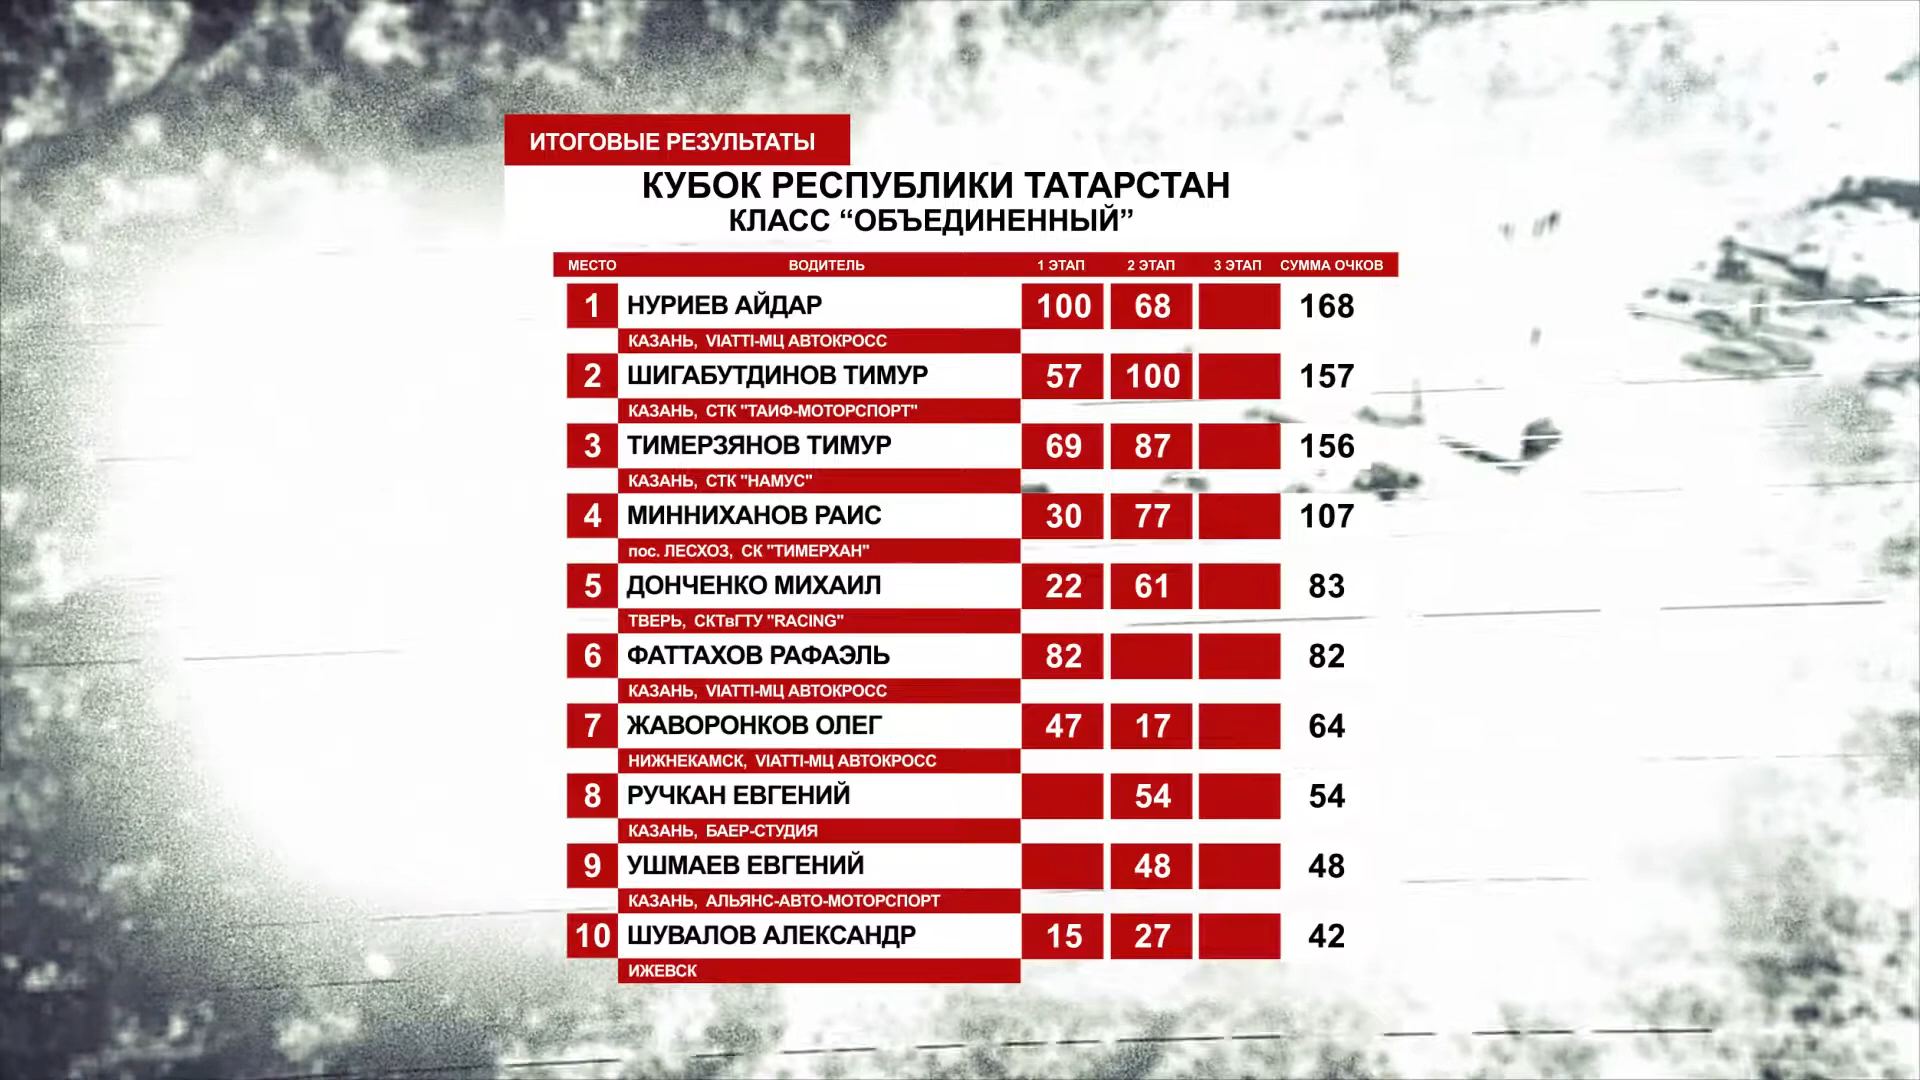 ИТОГОВЫЕ РЕЗУЛЬТАТЫ
КУБОК РЕСПУБЛИКИ ТАТАРСТАН
КЛАСС “ОБЪЕДИНЕННЫЙ”
МЕСТО ВОДИТЕЛЬ 1 ЭТАП 2 ЭТАП 3 ЭТАП СУММА ОЧКОВ
1 НУРИЕВ АЙДАР 100 68 168
КАЗАНЬ, VIATTI-МЦ АВТОКРОСС
2 ШИГАБУТДИНОВ ТИМУР 57 100 157
КАЗАНЬ, СТК "ТАИФ-МОТОРСПОРТ"
3 ТИМЕРЗЯНОВ ТИМУР 69 87 156
КАЗАНЬ, СТК "НАМУС"
4 МИННИХАНОВ РАИС 30 77 107
пос. ЛЕСХОЗ, СК "ТИМЕРХАН"
5 ДОНЧЕНКО МИХАИЛ 22 61 83
ТВЕРЬ, СКТвГТУ "RACING"
6 ФАТТАХОВ РАФАЭЛЬ 82 82
КАЗАНЬ, VIATTI-МЦ АВТОКРОСС
7 ЖАВОРОНКОВ ОЛЕГ 47 17 64
НИЖНЕКАМСК, VIATTI-МЦ АВТОКРОСС
8 РУЧКАН ЕВГЕНИЙ 54 54
КАЗАНЬ, БАЕР-СТУДИЯ
9 УШМАЕВ ЕВГЕНИЙ 48 48
КАЗАНЬ, АЛЬЯНС-АВТО-МОТОРСПОРТ
10 ШУВАЛОВ АЛЕКСАНДР 15 27 42
ИЖЕВСК